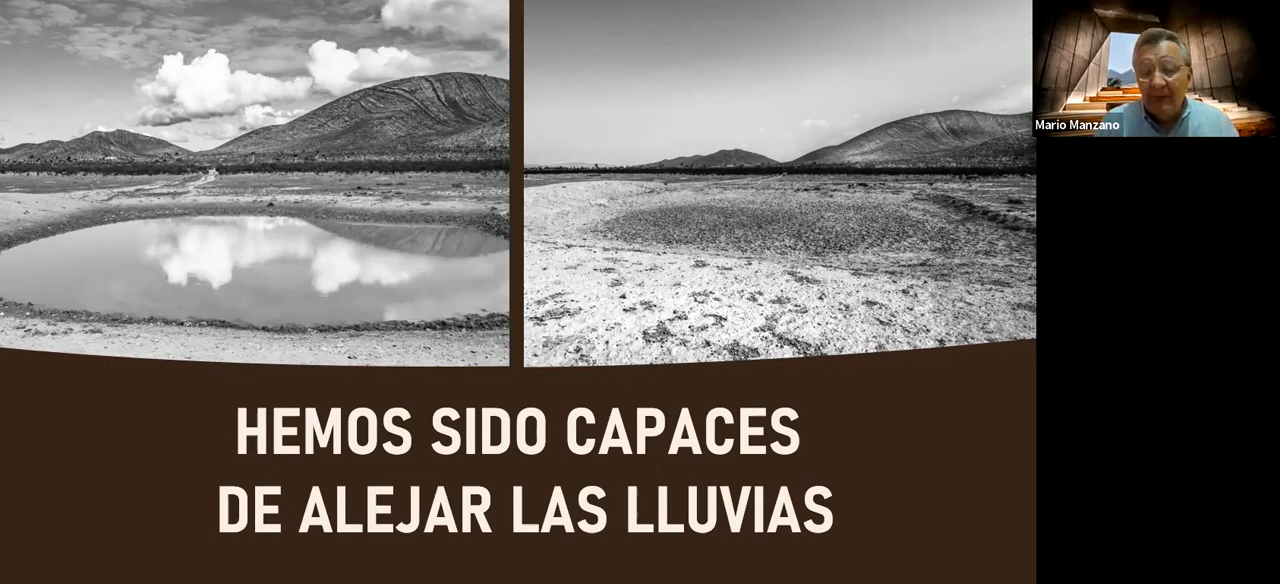 Mario Manzano
HEMOS SIDO CAPACES
DE ALEJAR LAS LLUVIAS